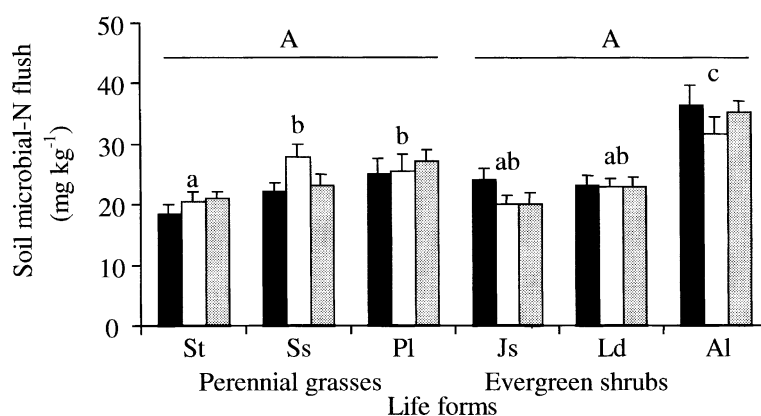 50
A A
c
40
b b
30
ab ab
a
20
10
0
Soil microbial-N flush
(mg kg⁻¹)
St Ss Pl Js Ld Al
Perennial grasses Evergreen shrubs
Life forms